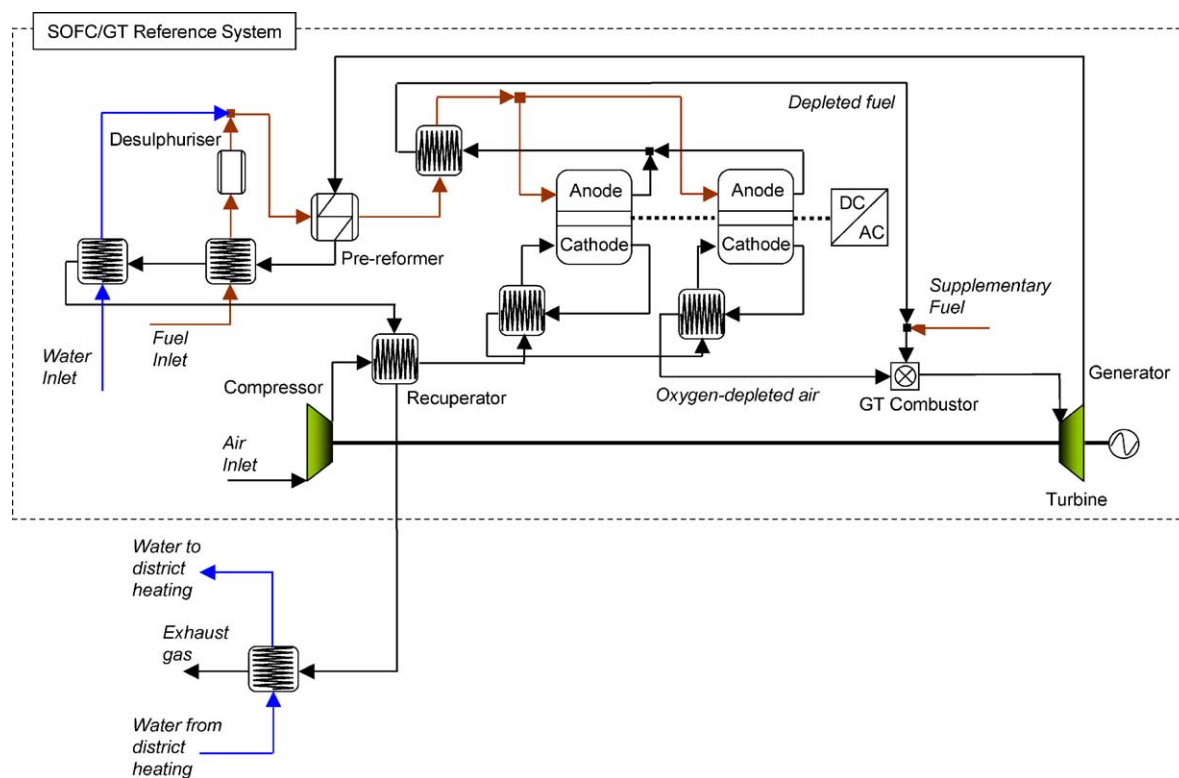 SOFC/GT Reference System
Depleted fuel
Desulphuriser
Anode
Anode
DC
AC
Cathode
Cathode
Pre-reformer
Supplementary
Fuel
Fuel
Inlet
Water
Inlet
Compressor
Recuperator
Oxygen-depleted air
GT Combustor
Generator
Air
Inlet
Turbine
Water to
district
heating
Exhaust
gas
Water from
district
heating